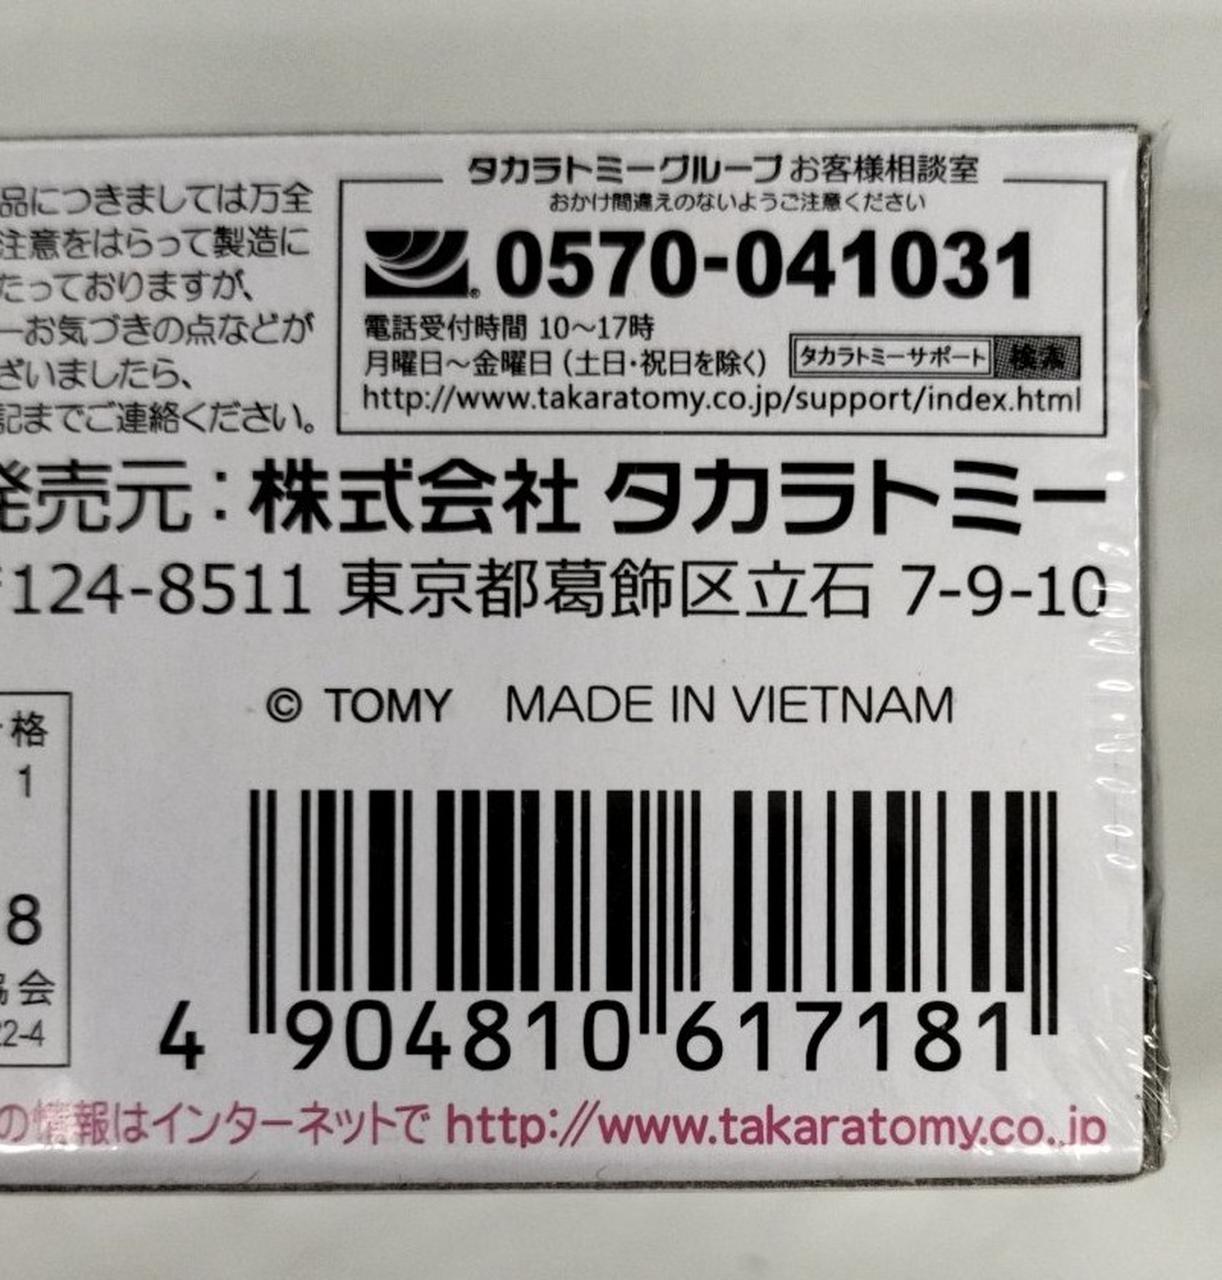 品につきましては万全
注意をはらって製造に
たっておりますが、
一お気づきの点などが
ざいましたら、
記までご連絡ください。
タカラトミーグループお客様相談室
おかけ間違えのないようご注意ください
0570-041031
電話受付時間 10〜17時
月曜日〜金曜日(土日・祝日を除く)
タカラトミーサポート 検索
http://www.takaratomy.co.jp/support/index.html
発売元:株式会社 タカラトミー
〒124-8511 東京都葛飾区立石 7-9-10
© TOMY MADE IN VIETNAM
格
1
8
協会
22-4
4 904810 617181
の情報はインターネットで http://www.takaratomy.co.jp